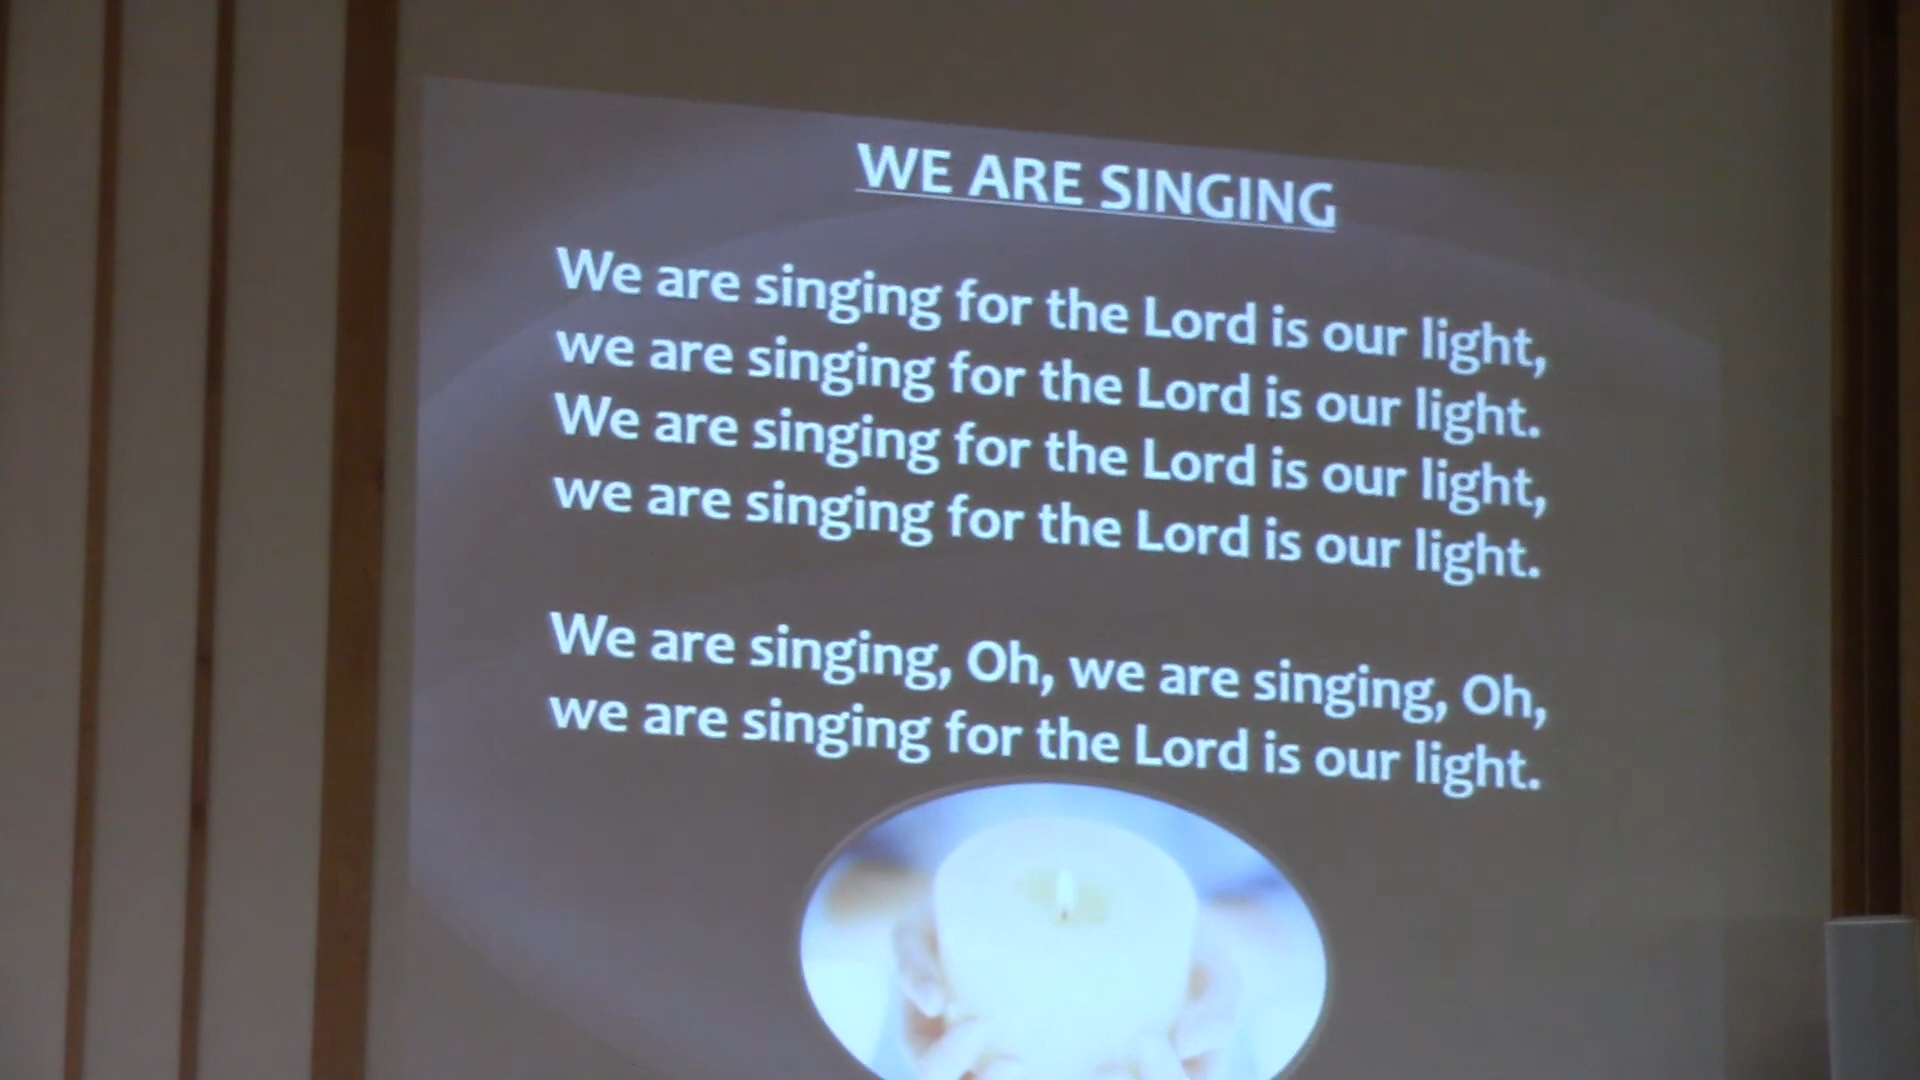 WE ARE SINGING
We are singing for the Lord is our light,
we are singing for the Lord is our light.
We are singing for the Lord is our light,
we are singing for the Lord is our light.
We are singing, Oh, we are singing, Oh,
we are singing for the Lord is our light.